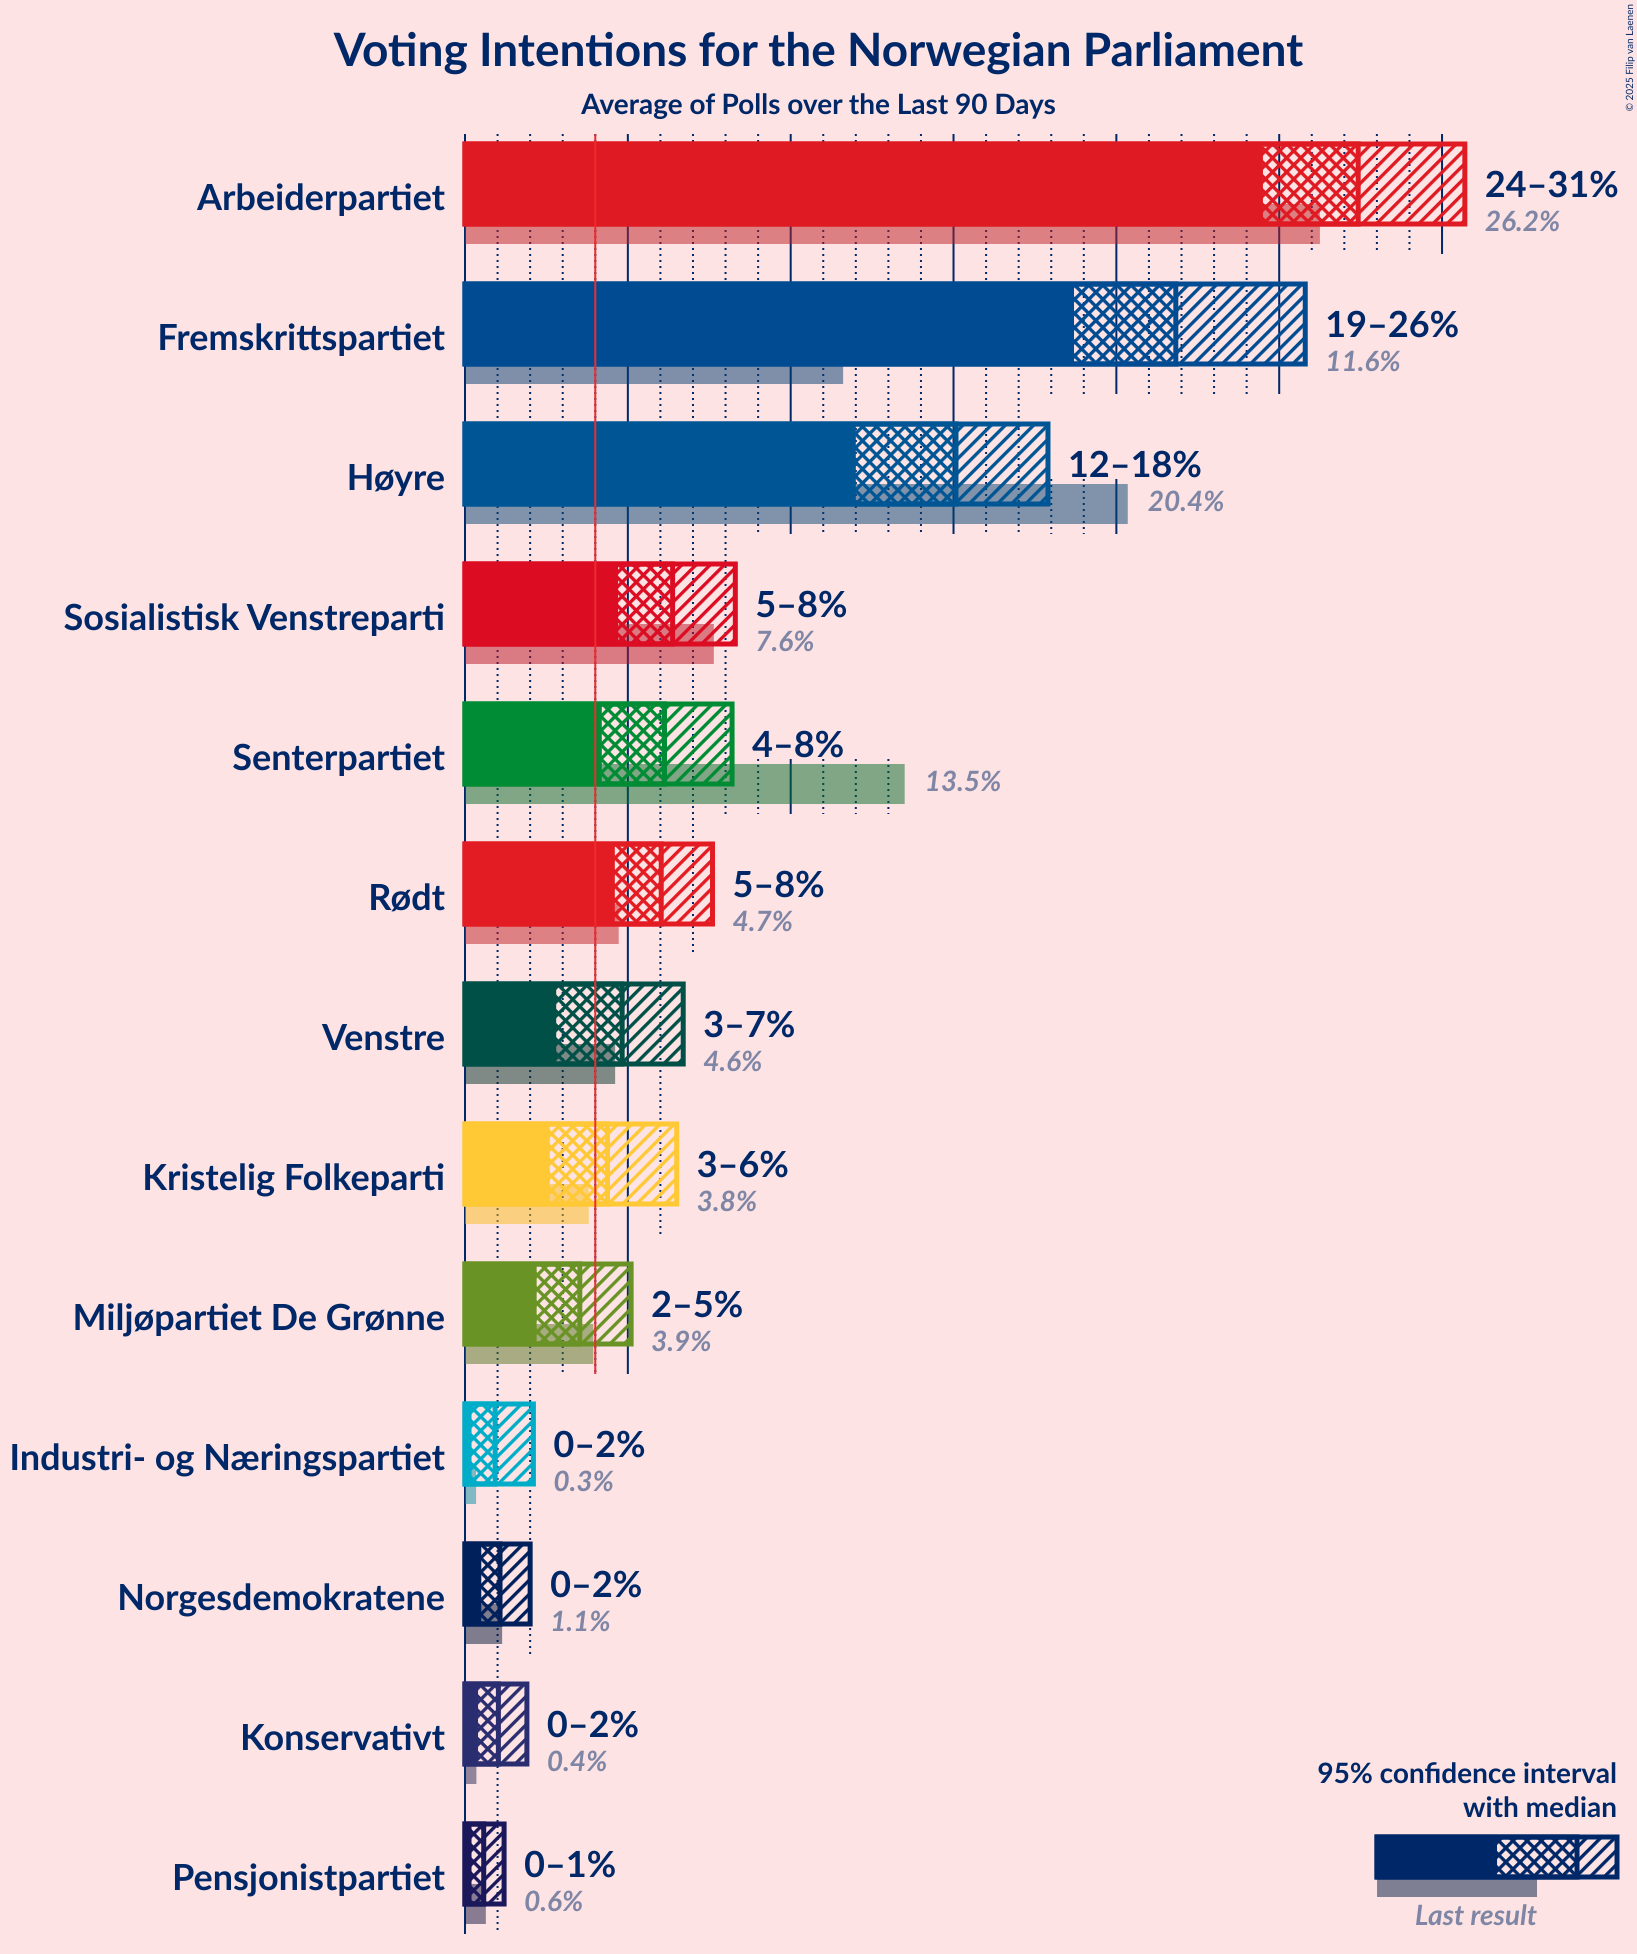 © 2025 Filip van Laenen
Voting Intentions for the Norwegian Parliament
Average of Polls over the Last 90 Days
Arbeiderpartiet
24–31%
26.2%
Fremskrittspartiet
19–26%
11.6%
Høyre
12–18%
20.4%
Sosialistisk Venstreparti
5–8%
7.6%
Senterpartiet
4–8%
13.5%
Rødt
5–8%
4.7%
Venstre
3–7%
4.6%
Kristelig Folkeparti
3–6%
3.8%
Miljøpartiet De Grønne
2–5%
3.9%
Industri- og Næringspartiet
0–2%
0.3%
Norgesdemokratene
0–2%
1.1%
Konservativt
0–2%
0.4%
Pensjonistpartiet
0–1%
0.6%
95% confidence interval
with median
Last result